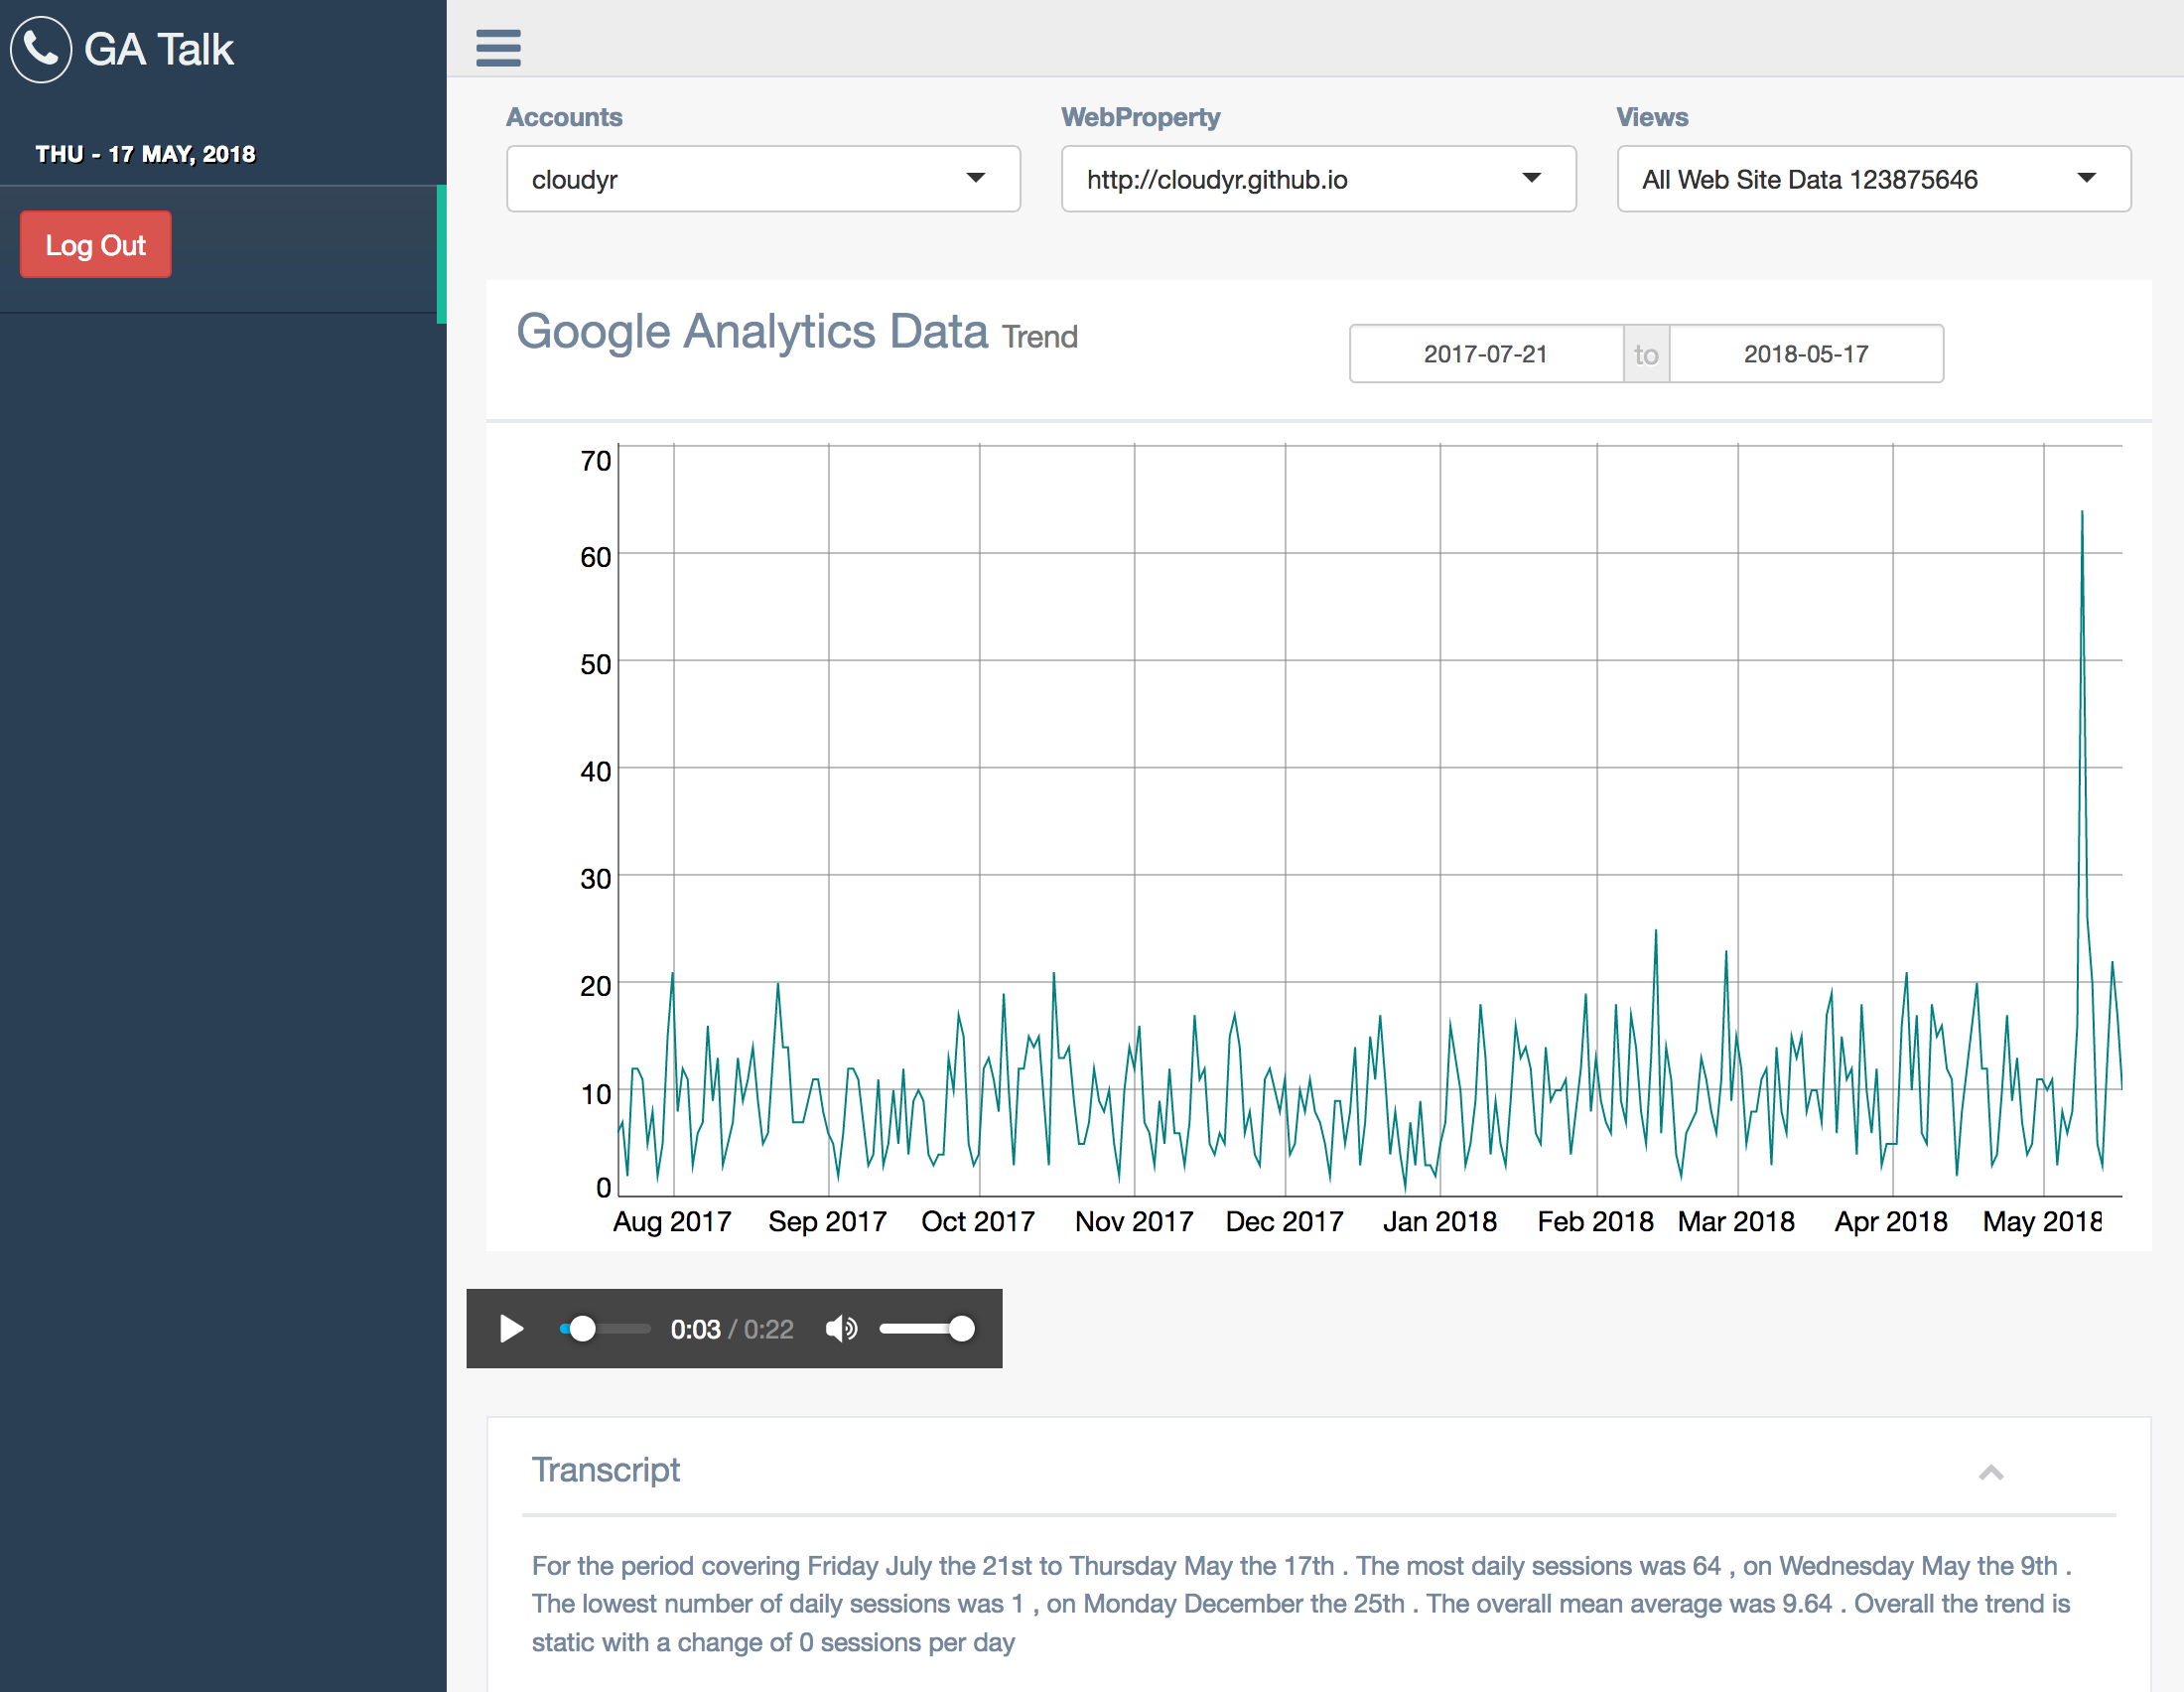 GA Talk
THU - 17 MAY, 2018
Log Out
Accounts
WebProperty
Views
cloudyr
http://cloudyr.github.io
All Web Site Data 123875646
Google Analytics Data Trend
2017-07-21 to 2018-05-17
70
60
50
40
30
20
10
0
Aug 2017 Sep 2017 Oct 2017 Nov 2017 Dec 2017 Jan 2018 Feb 2018 Mar 2018 Apr 2018 May 2018
0:03 / 0:22
Transcript
For the period covering Friday July the 21st to Thursday May the 17th . The most daily sessions was 64 , on Wednesday May the 9th .
The lowest number of daily sessions was 1 , on Monday December the 25th . The overall mean average was 9.64 . Overall the trend is
static with a change of 0 sessions per day